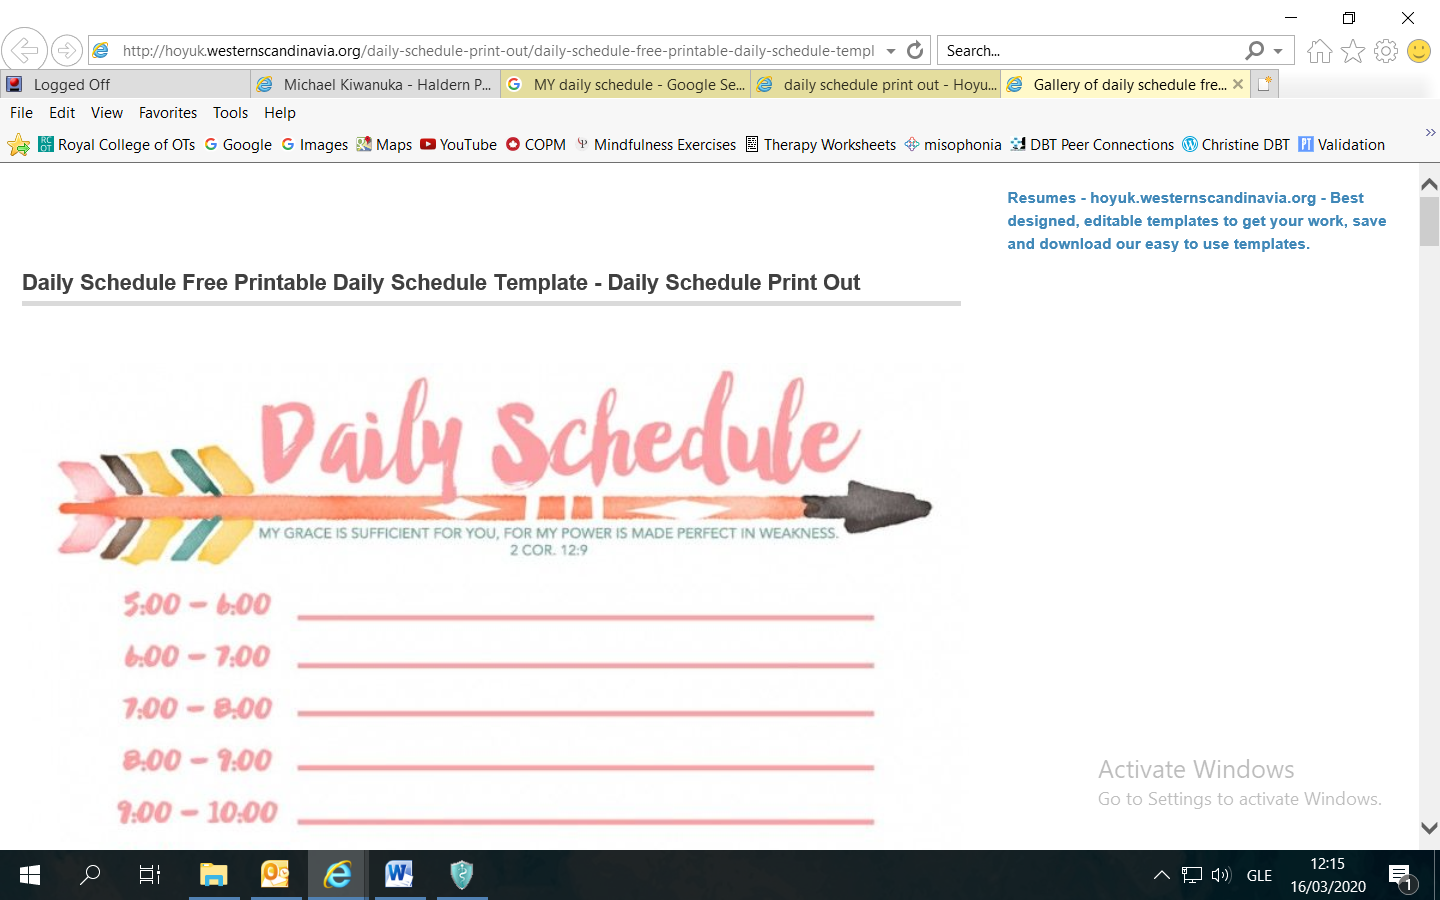 http://hoyuk.westernscandinavia.org/daily-schedule-print-out/daily-schedule-free-printable-daily-schedule-templ
Search...
Logged Off
Michael Kiwanuka - Haldern P...
MY daily schedule - Google Se...
daily schedule print out - Hoyu...
Gallery of daily schedule fre...
File Edit View Favorites Tools Help
RC OT Royal College of OTs Google Images Maps YouTube COPM Mindfulness Exercises Therapy Worksheets misophonia DBT Peer Connections Christine DBT PT Validation
Resumes - hoyuk.westernscandinavia.org - Best
designed, editable templates to get your work, save
and download our easy to use templates.
Daily Schedule Free Printable Daily Schedule Template - Daily Schedule Print Out
Daily Schedule
MY GRACE IS SUFFICIENT FOR YOU, FOR MY POWER IS MADE PERFECT IN WEAKNESS.
2 COR. 12:9
5:00 – 6:00
6:00 – 7:00
7:00 – 8:00
8:00 – 9:00
9:00 – 10:00
Activate Windows
Go to Settings to activate Windows.
GLE
12:15
16/03/2020
1